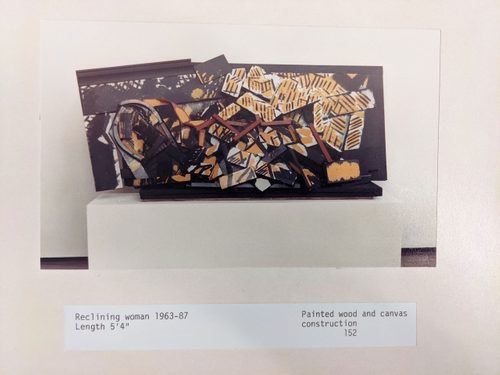 Reclining woman 1963-87
Length 5'4"
Painted wood and canvas
construction
152